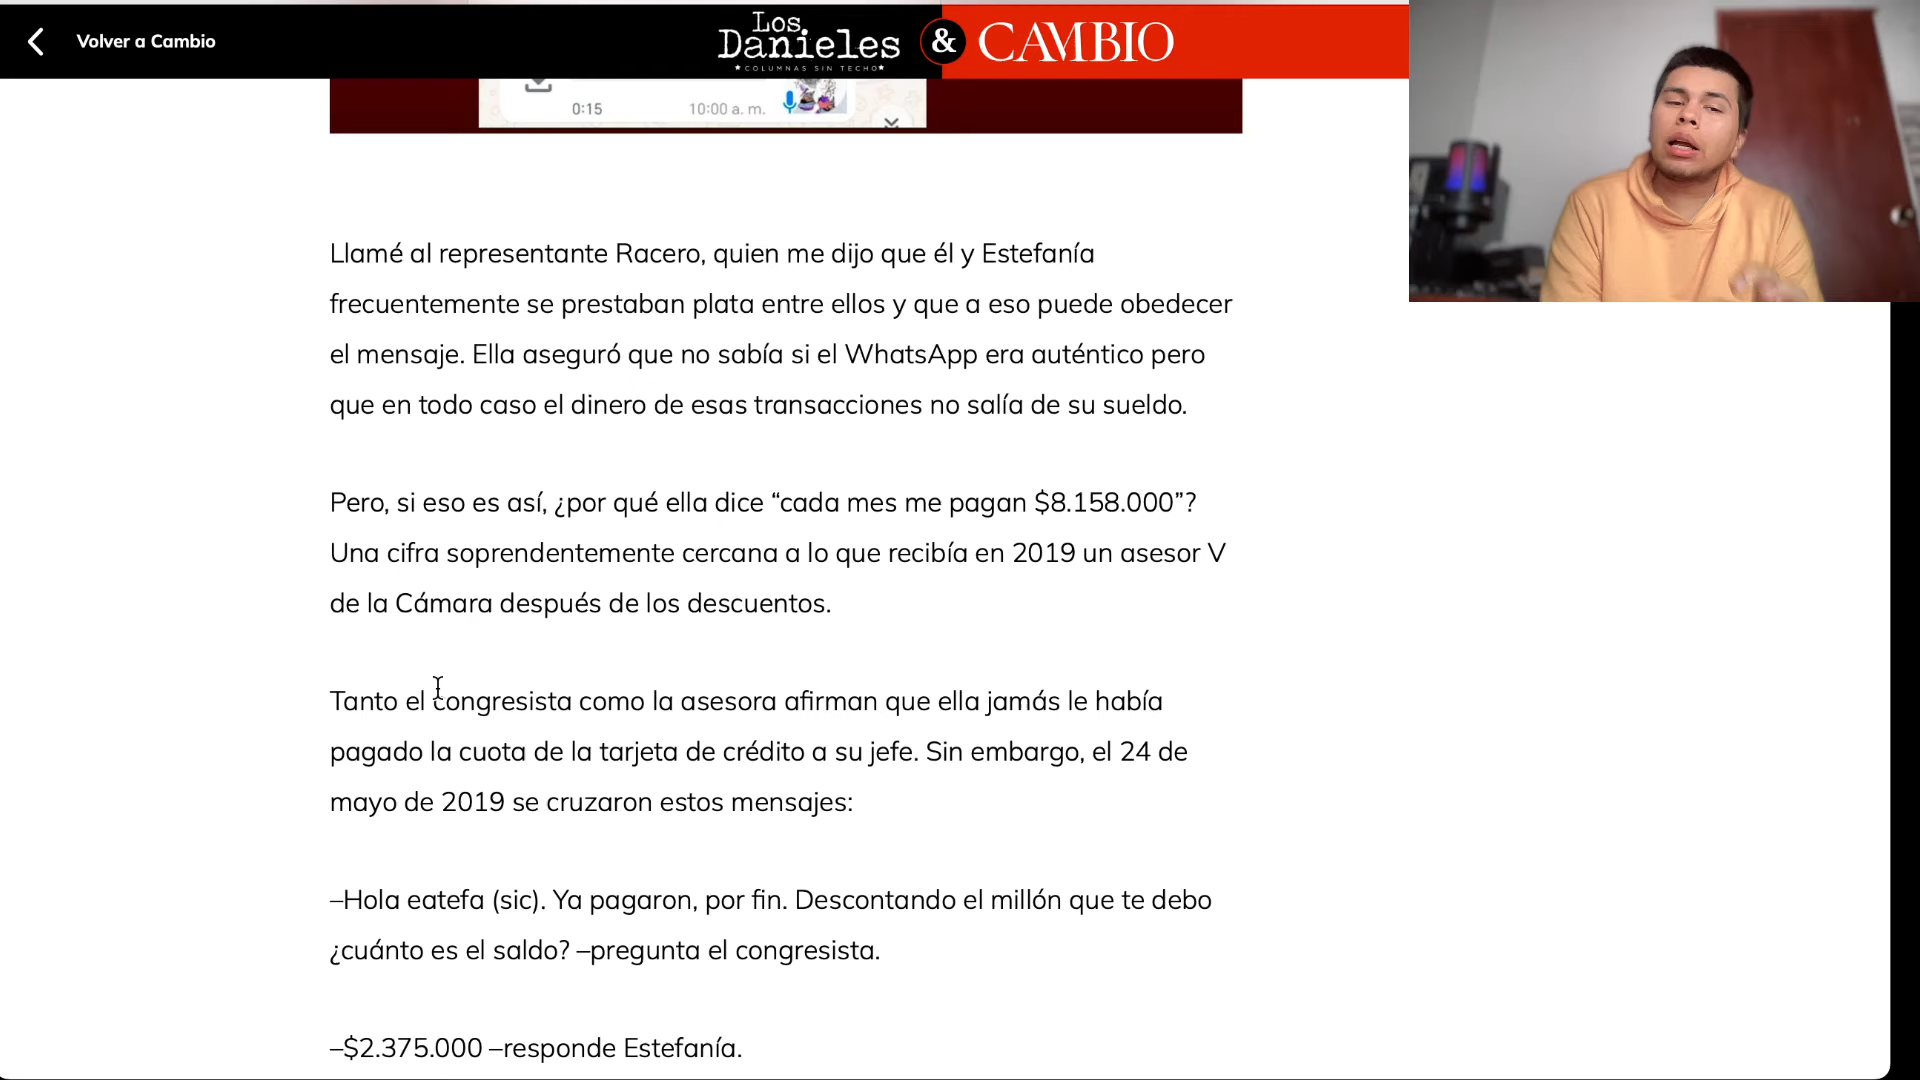 Volver a Cambio
Los
Danieles
& CAMBIO
★COLUMNAS SIN TECHO★
0:15
10:00 a. m.
Llamé al representante Racero, quien me dijo que él y Estefanía
frecuentemente se prestaban plata entre ellos y que a eso puede obedecer
el mensaje. Ella aseguró que no sabía si el WhatsApp era auténtico pero
que en todo caso el dinero de esas transacciones no salía de su sueldo.
Pero, si eso es así, ¿por qué ella dice “cada mes me pagan $8.158.000”?
Una cifra soprendentemente cercana a lo que recibía en 2019 un asesor V
de la Cámara después de los descuentos.
Tanto el congresista como la asesora afirman que ella jamás le había
pagado la cuota de la tarjeta de crédito a su jefe. Sin embargo, el 24 de
mayo de 2019 se cruzaron estos mensajes:
–Hola eatefa (sic). Ya pagaron, por fin. Descontando el millón que te debo
¿cuánto es el saldo? –pregunta el congresista.
–$2.375.000 –responde Estefanía.